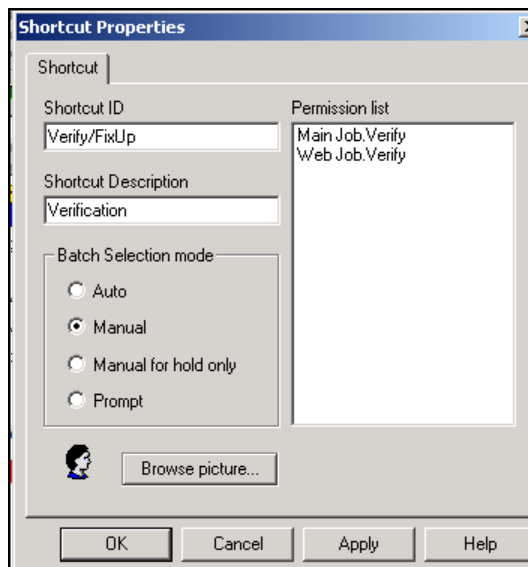 Shortcut Properties
Shortcut
Shortcut ID
Verify/FixUp
Shortcut Description
Verification
Batch Selection mode
Auto
Manual
Manual for hold only
Prompt
Browse picture...
Permission list
Main Job.Verify
Web Job.Verify
OK
Cancel
Apply
Help